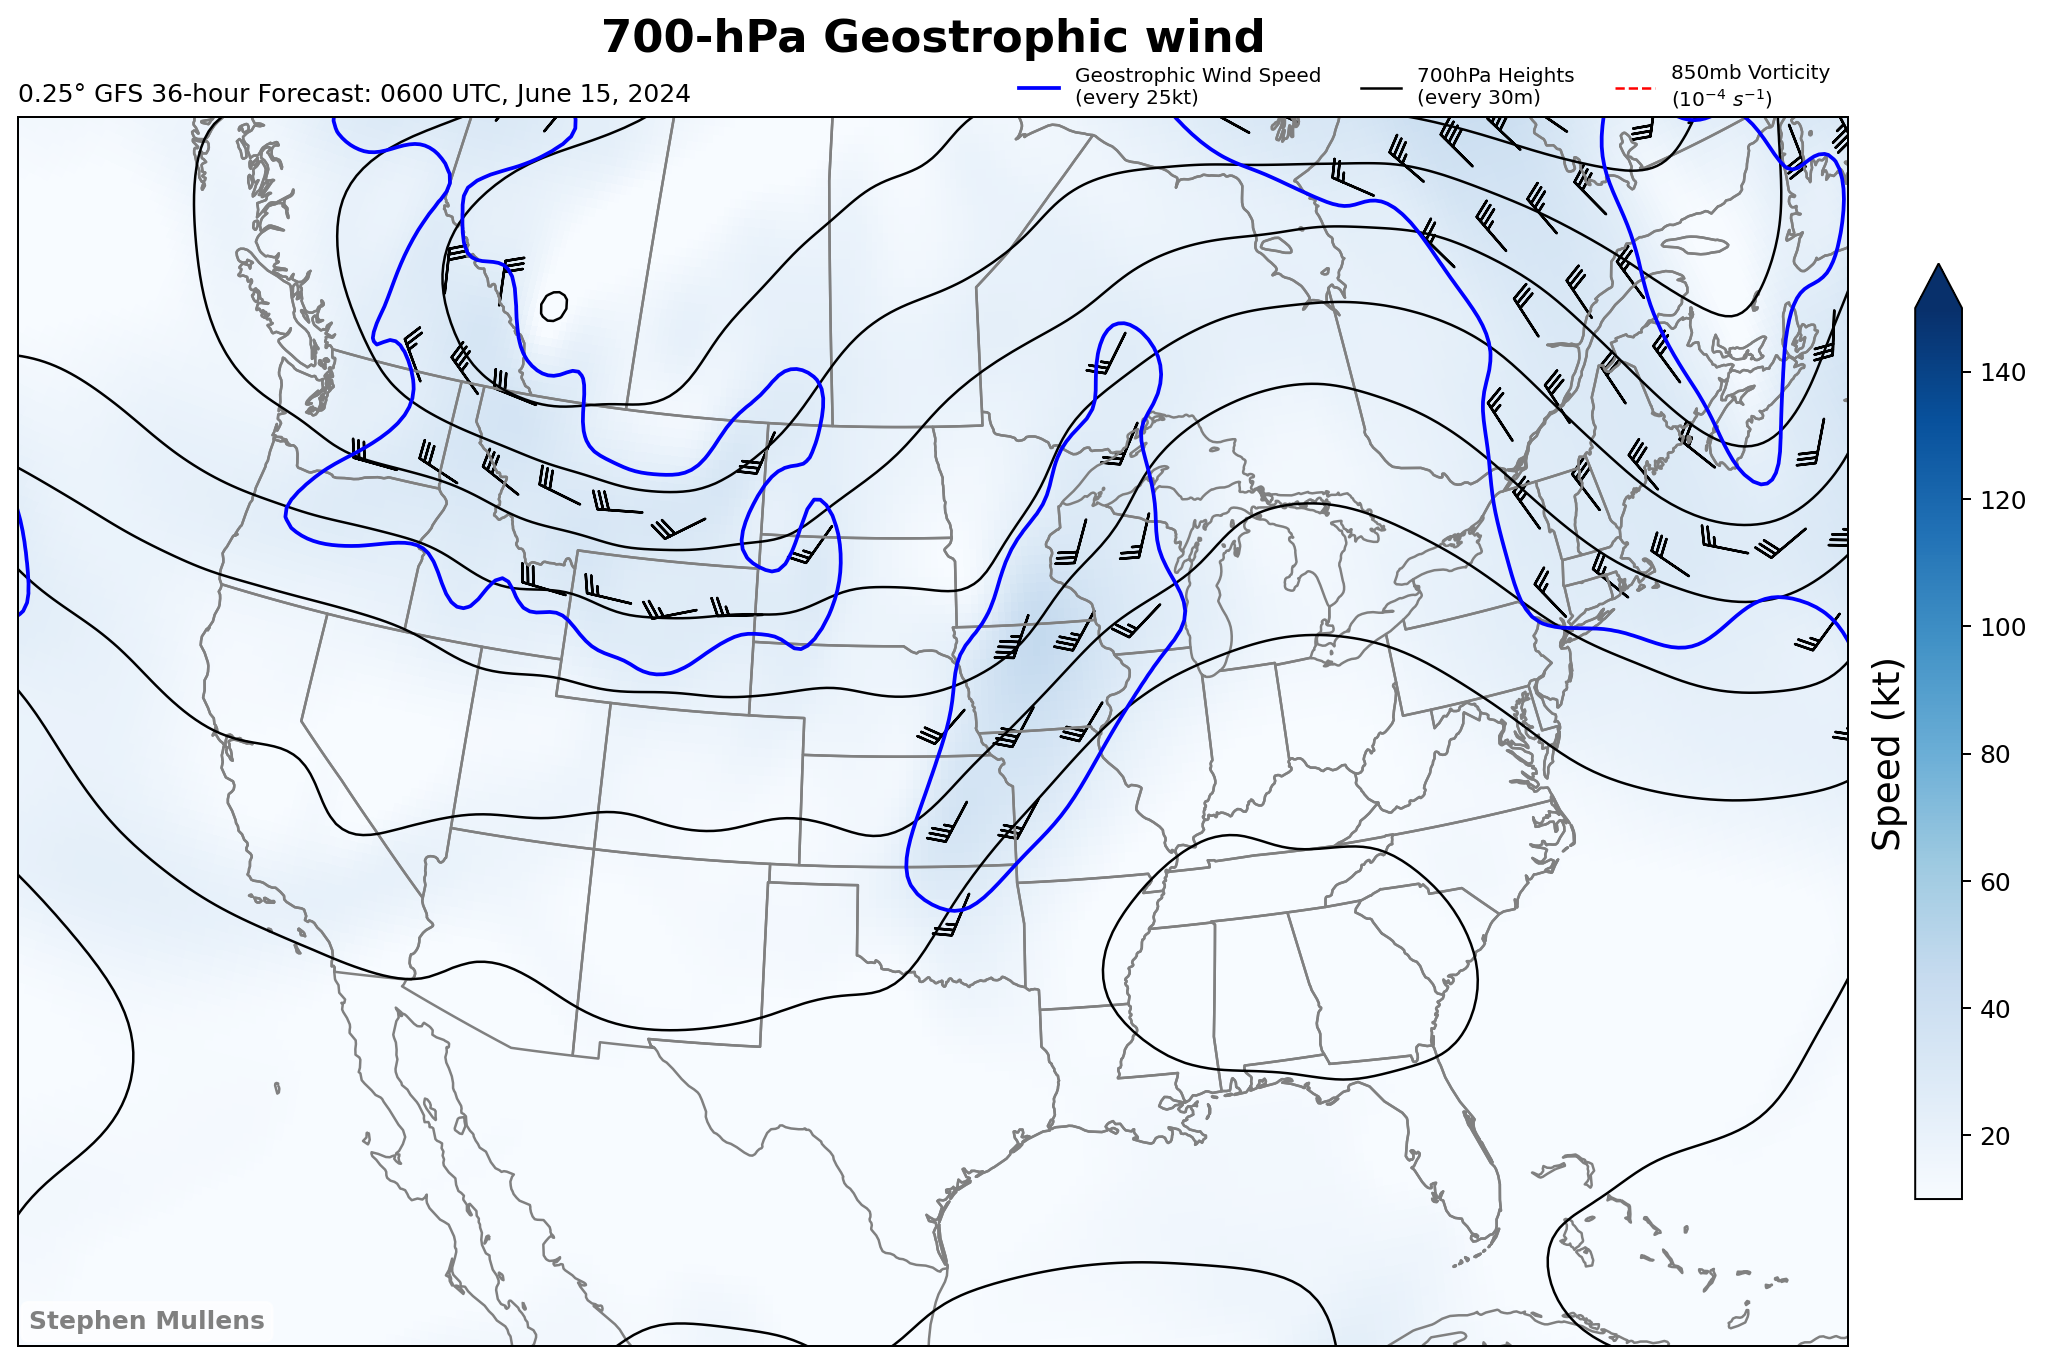 700-hPa Geostrophic wind
0.25° GFS 36-hour Forecast: 0600 UTC, June 15, 2024
Geostrophic Wind Speed
(every 25kt)
700hPa Heights
(every 30m)
850mb Vorticity
(10⁻⁴ s⁻¹)
140
120
100
80
60
40
20
Speed (kt)
Stephen Mullens